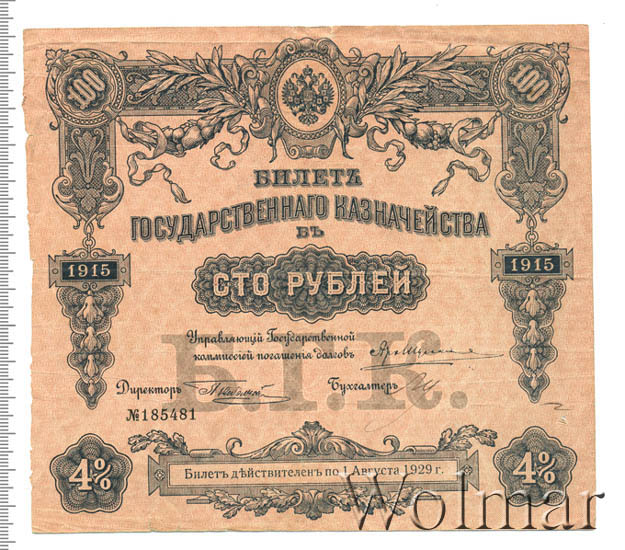 100 100
БИЛЕТЪ
ГОСУДАРСТВЕННАГО КАЗНАЧЕЙСТВА
ВЪ
1915 СТО РУБЛЕЙ 1915
Управляющій Государственной
коммиссіей погашенія долговъ
Б.Г.К.
Директоръ Бухгалтеръ
№185481
4% 4%
Билетъ дѣйствителенъ по 1 Августа 1929 г.
Wolmar